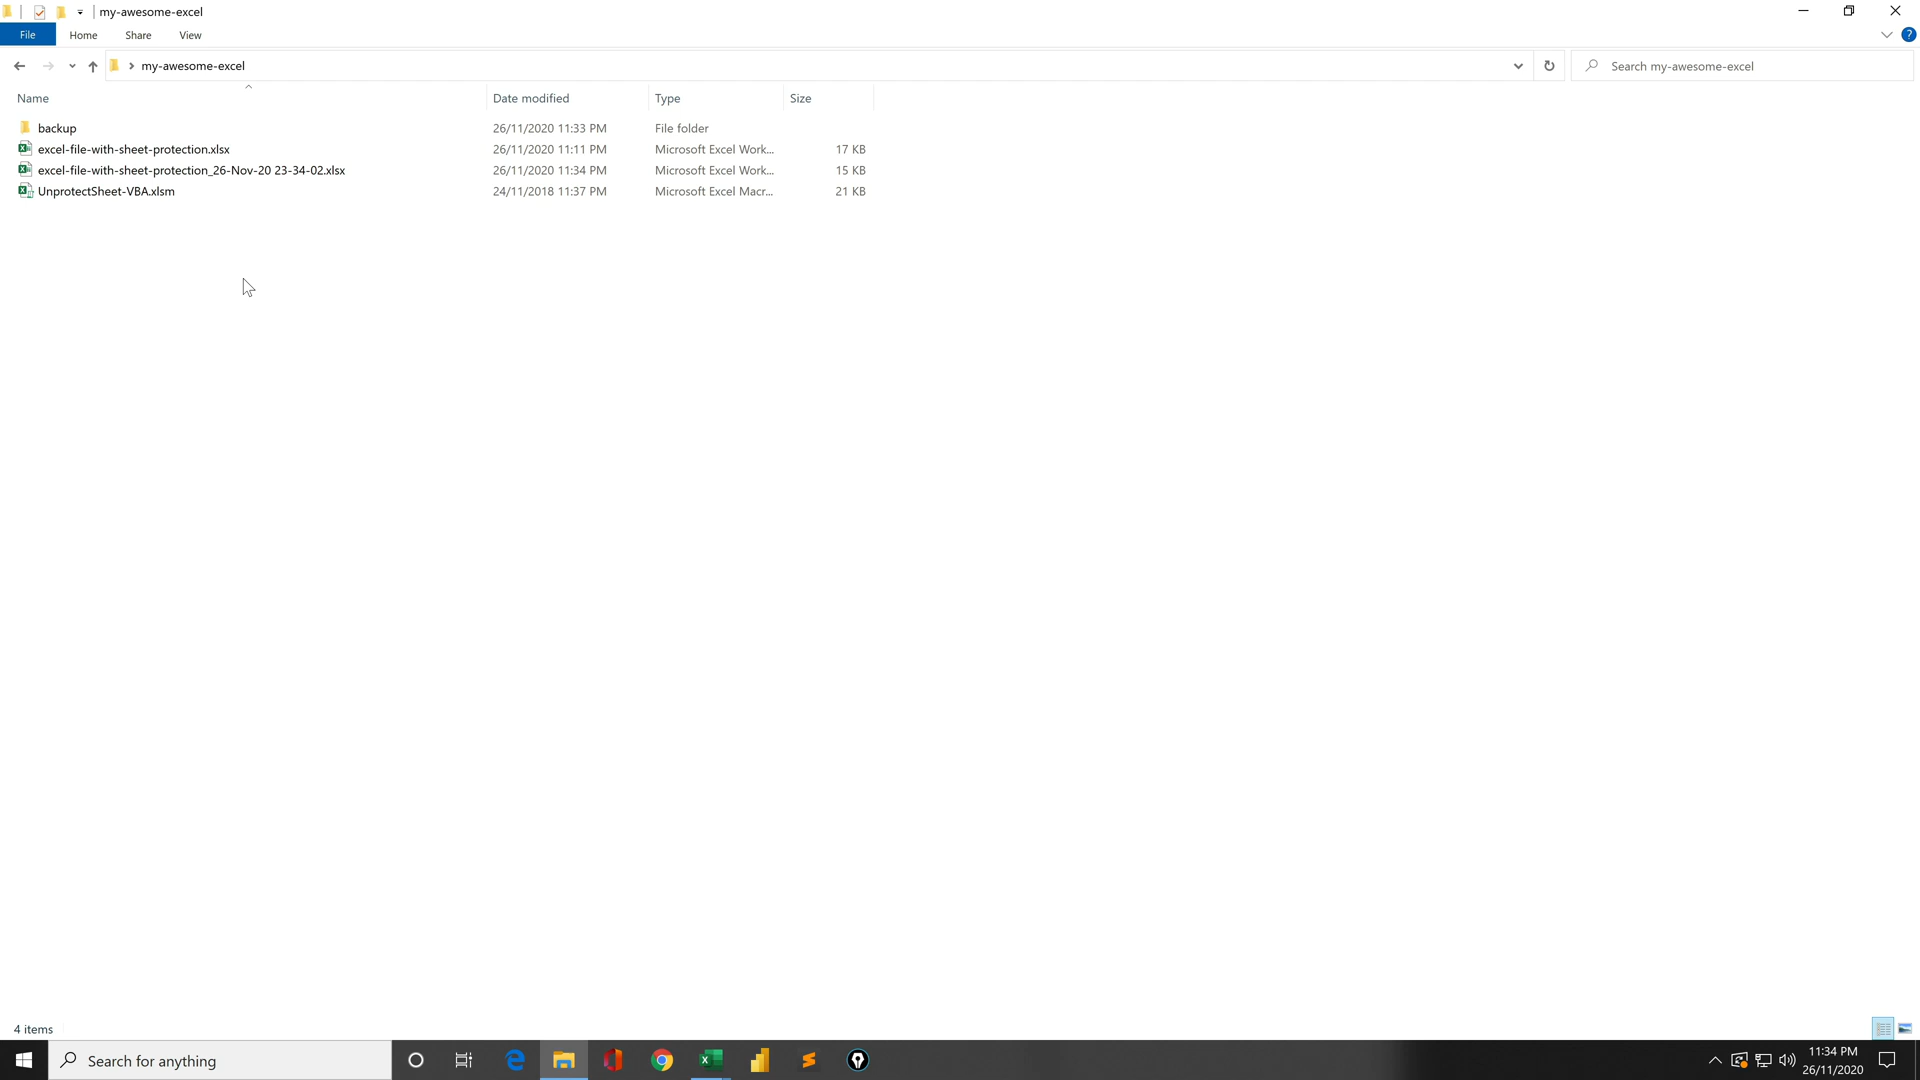 my-awesome-excel
File Home Share View
my-awesome-excel
Search my-awesome-excel
Name Date modified Type Size
backup 26/11/2020 11:33 PM File folder
excel-file-with-sheet-protection.xlsx 26/11/2020 11:11 PM Microsoft Excel Work... 17 KB
excel-file-with-sheet-protection_26-Nov-20 23-34-02.xlsx 26/11/2020 11:34 PM Microsoft Excel Work... 15 KB
UnprotectSheet-VBA.xlsm 24/11/2018 11:37 PM Microsoft Excel Macr... 21 KB
4 items
Search for anything
11:34 PM
26/11/2020